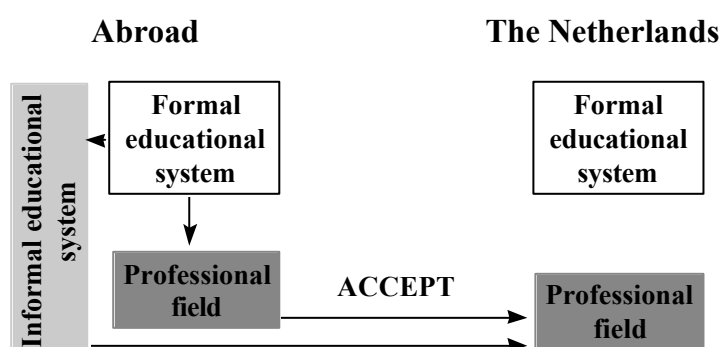 Abroad
The Netherlands
Informal educational
system
Formal
educational
system
Formal
educational
system
Professional
field
ACCEPT
Professional
field